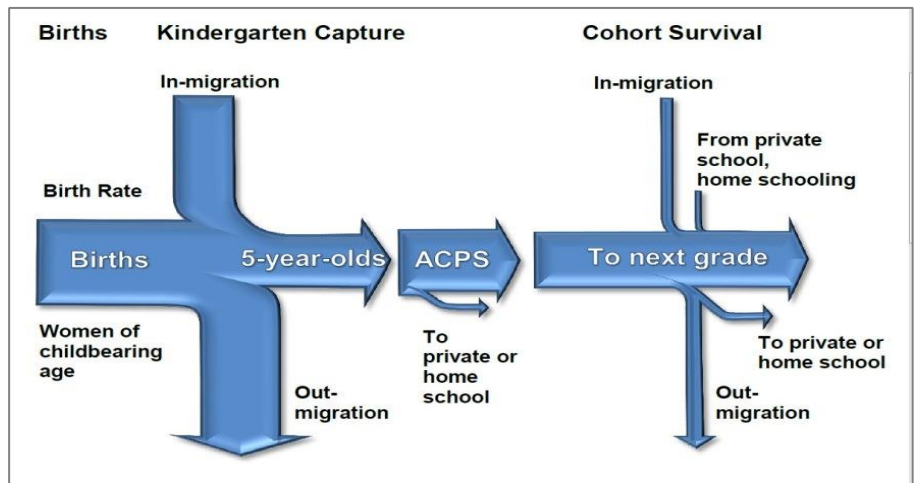 Births
Kindergarten Capture
Cohort Survival
In-migration
Birth Rate
Births
5-year-olds
Women of
childbearing
age
Out-
migration
ACPS
To
private or
home
school
In-migration
From private
school,
home schooling
To next grade
To private or
home school
Out-
migration